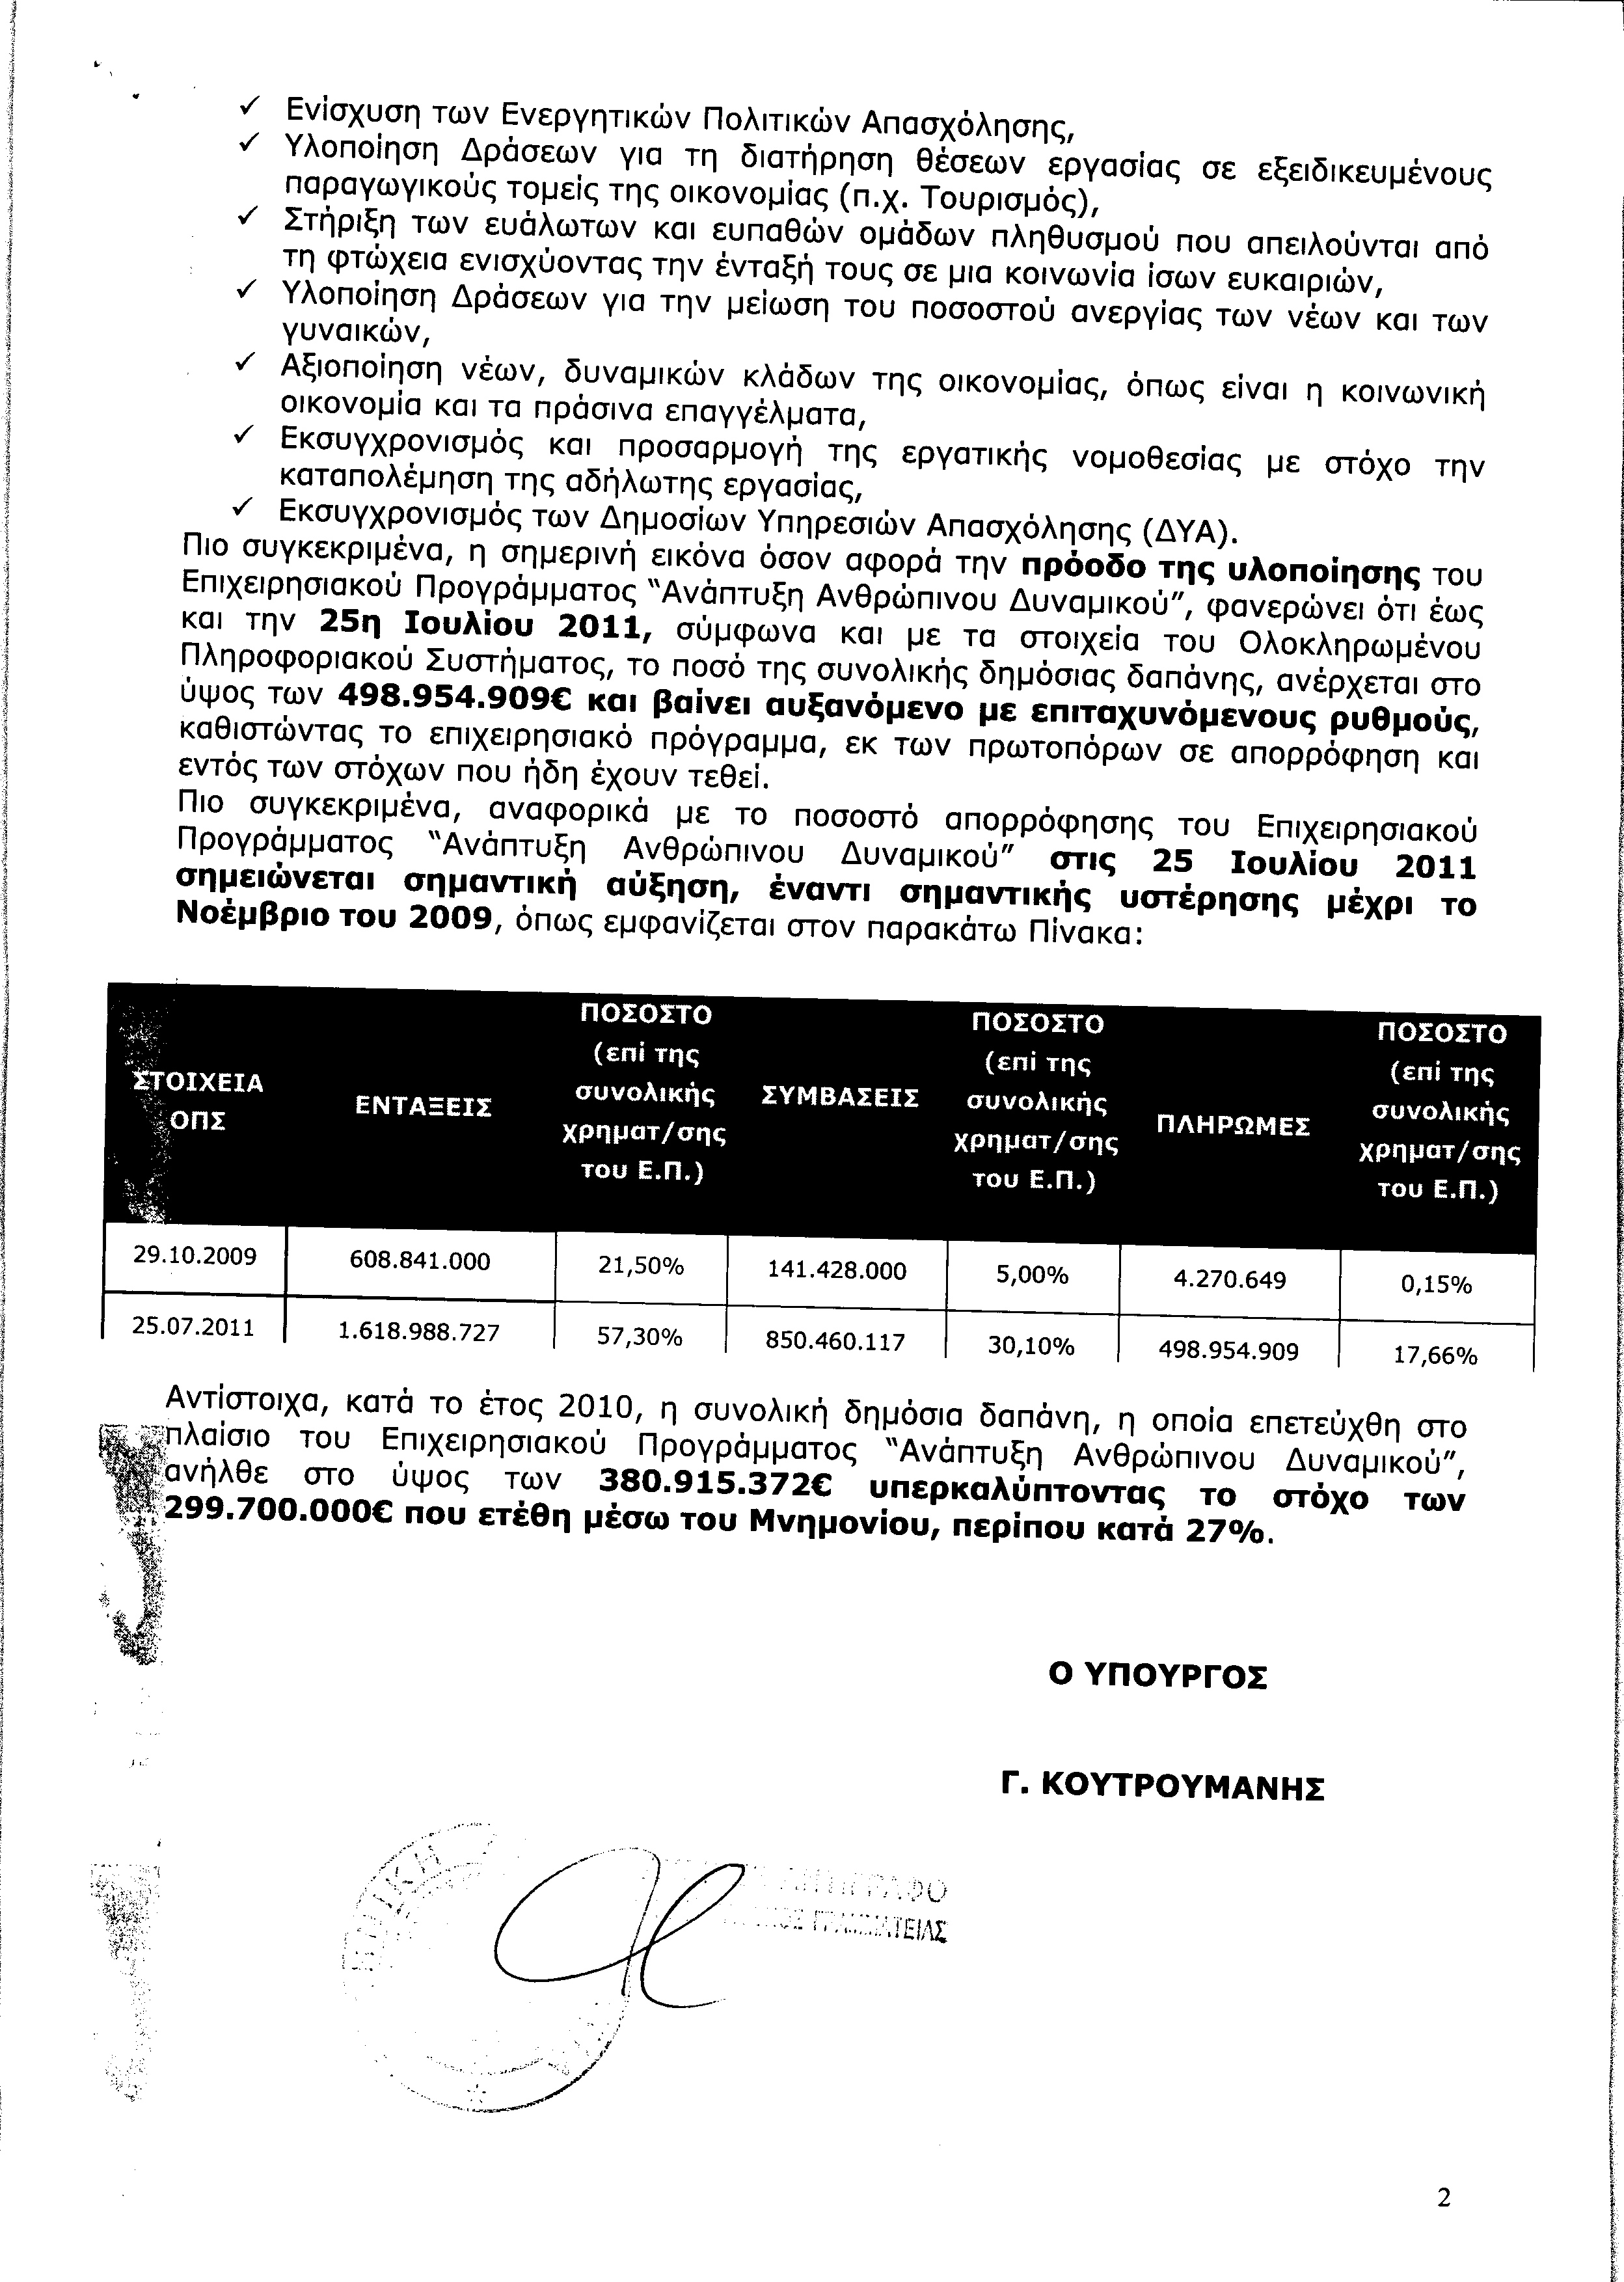 ✓ Ενίσχυση των Ενεργητικών Πολιτικών Απασχόλησης,
✓ Υλοποίηση Δράσεων για τη διατήρηση θέσεων εργασίας σε εξειδικευμένους
παραγωγικούς τομείς της οικονομίας (π.χ. Τουρισμός),
✓ Στήριξη των ευάλωτων και ευπαθών ομάδων πληθυσμού που απειλούνται από
τη φτώχεια ενισχύοντας την ένταξή τους σε μια κοινωνία ίσων ευκαιριών,
✓ Υλοποίηση Δράσεων για την μείωση του ποσοστού ανεργίας των νέων και των
γυναικών,
✓ Αξιοποίηση νέων, δυναμικών κλάδων της οικονομίας, όπως είναι η κοινωνική
οικονομία και τα πράσινα επαγγέλματα,
✓ Εκσυγχρονισμός και προσαρμογή της εργατικής νομοθεσίας με στόχο την
καταπολέμηση της αδήλωτης εργασίας,
✓ Εκσυγχρονισμός των Δημοσίων Υπηρεσιών Απασχόλησης (ΔΥΑ).
Πιο συγκεκριμένα, η σημερινή εικόνα όσον αφορά την πρόοδο της υλοποίησης του
Επιχειρησιακού Προγράμματος "Ανάπτυξη Ανθρώπινου Δυναμικού", φανερώνει ότι έως
και την 25η Ιουλίου 2011, σύμφωνα και με τα στοιχεία του Ολοκληρωμένου
Πληροφοριακού Συστήματος, το ποσό της συνολικής δημόσιας δαπάνης, ανέρχεται στο
ύψος των 498.954.909€ και βαίνει αυξανόμενο με επιταχυνόμενους ρυθμούς,
καθιστώντας το επιχειρησιακό πρόγραμμα, εκ των πρωτοπόρων σε απορρόφηση και
εντός των στόχων που ήδη έχουν τεθεί.
Πιο συγκεκριμένα, αναφορικά με το ποσοστό απορρόφησης του Επιχειρησιακού
Προγράμματος "Ανάπτυξη Ανθρώπινου Δυναμικού" στις 25 Ιουλίου 2011
σημειώνεται σημαντική αύξηση, έναντι σημαντικής υστέρησης μέχρι το
Νοέμβριο του 2009, όπως εμφανίζεται στον παρακάτω Πίνακα:
ΣΤΟΙΧΕΙΑ ΟΠΣ ΕΝΤΑΞΕΙΣ ΠΟΣΟΣΤΟ (επί της συνολικής χρηματ/σης του Ε.Π.) ΣΥΜΒΑΣΕΙΣ ΠΟΣΟΣΤΟ (επί της συνολικής χρηματ/σης του Ε.Π.) ΠΛΗΡΩΜΕΣ ΠΟΣΟΣΤΟ (επί της συνολικής χρηματ/σης του Ε.Π.)
29.10.2009 608.841.000 21,50% 141.428.000 5,00% 4.270.649 0,15%
25.07.2011 1.618.988.727 57,30% 850.460.117 30,10% 498.954.909 17,66%
Αντίστοιχα, κατά το έτος 2010, η συνολική δημόσια δαπάνη, η οποία επετεύχθη στο
πλαίσιο του Επιχειρησιακού Προγράμματος "Ανάπτυξη Ανθρώπινου Δυναμικού",
ανήλθε στο ύψος των 380.915.372€ υπερκαλύπτοντας το στόχο των
299.700.000€ που ετέθη μέσω του Μνημονίου, περίπου κατά 27%.
Ο ΥΠΟΥΡΓΟΣ
Γ. ΚΟΥΤΡΟΥΜΑΝΗΣ
2